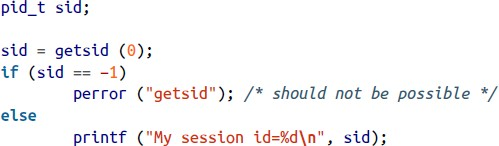 pid_t sid;
sid = getsid (0);
if (sid == -1)
perror ("getsid"); /* should not be possible */
else
printf ("My session id=%d\n", sid);